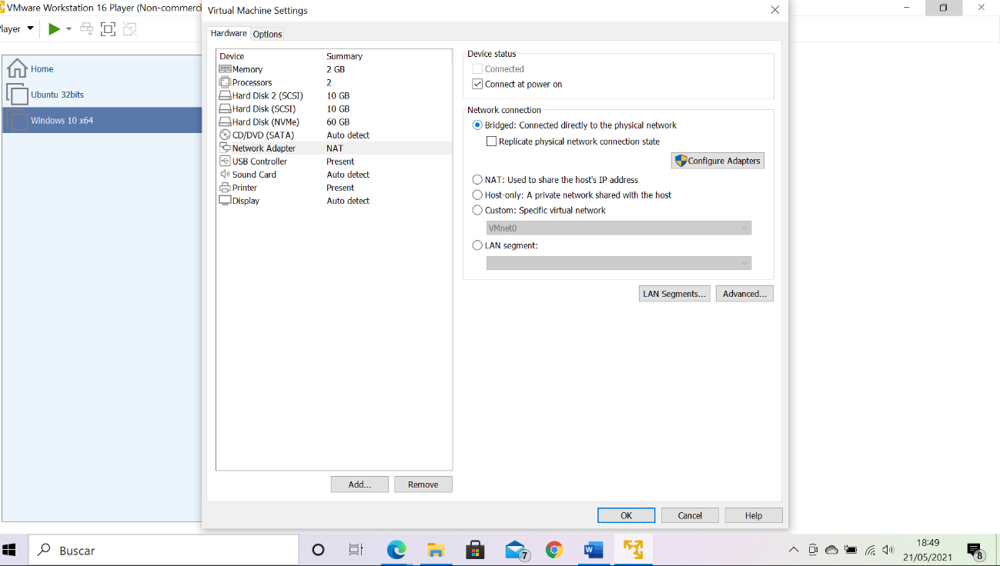 VMware Workstation 16 Player (Non-commerci
Virtual Machine Settings
layer
Hardware Options
Home
Ubuntu 32bits
Windows 10 x64
Device Summary
Memory 2 GB
Processors 2
Hard Disk 2 (SCSI) 10 GB
Hard Disk (SCSI) 10 GB
Hard Disk (NVMe) 60 GB
CD/DVD (SATA) Auto detect
Network Adapter NAT
USB Controller Present
Sound Card Auto detect
Printer Present
Display Auto detect
Add... Remove
Device status
Connected
Connect at power on
Network connection
Bridged: Connected directly to the physical network
Replicate physical network connection state
Configure Adapters
NAT: Used to share the host's IP address
Host-only: A private network shared with the host
Custom: Specific virtual network
VMnet0
LAN segment:
LAN Segments... Advanced...
OK Cancel Help
Buscar
7
18:49
21/05/2021
8